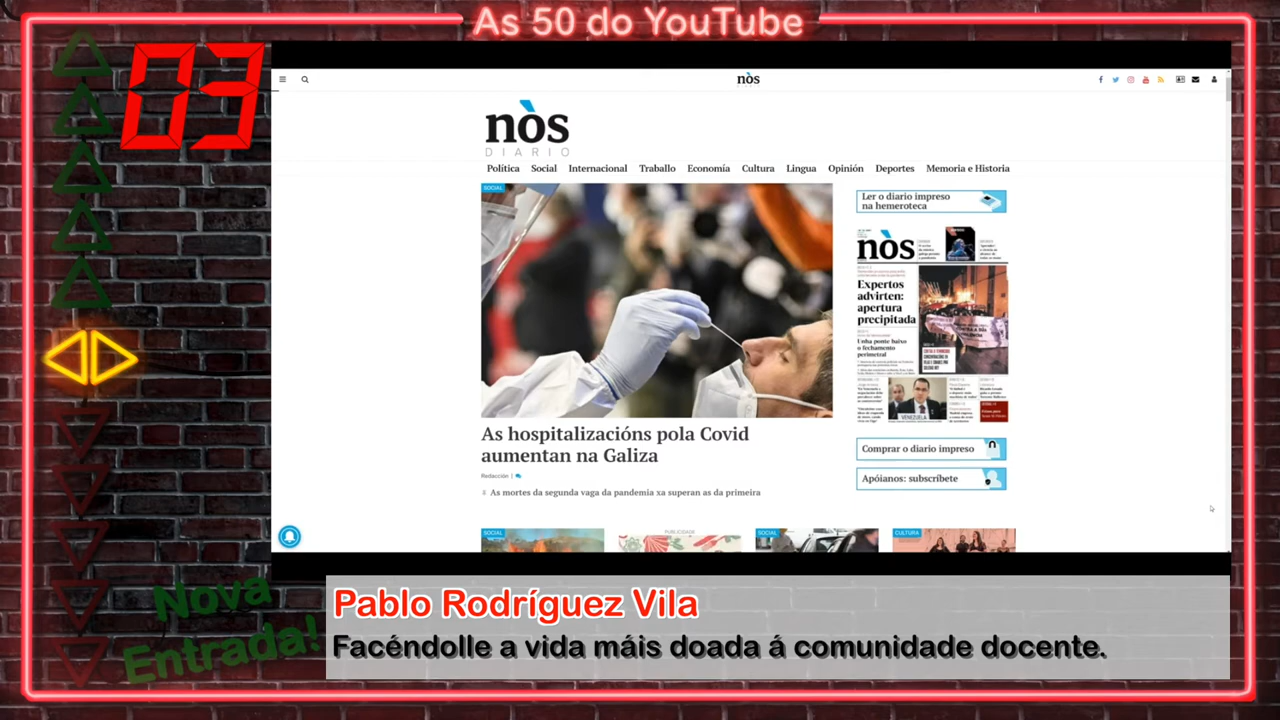 As 50 do YouTube
03
nòs
nòs
DIARIO
Política Social Internacional Traballo Economía Cultura Lingua Opinión Deportes Memoria e Historia
SOCIAL
Ler o diario impreso
na hemeroteca
nòs
Expertos
advirten:
apertura
precipitada
Unha ponte baixo
o fechamento
perimetral
VENEZUELA
As hospitalizacións pola Covid
aumentan na Galiza
Redacción |
As mortes da segunda vaga da pandemia xa superan as da primeira
Comprar o diario impreso
Apóianos: subscríbete
SOCIAL
PUBLICIDADE
SOCIAL
CULTURA
Nova
Entrada!
Pablo Rodríguez Vila
Facéndolle a vida máis doada á comunidade docente.